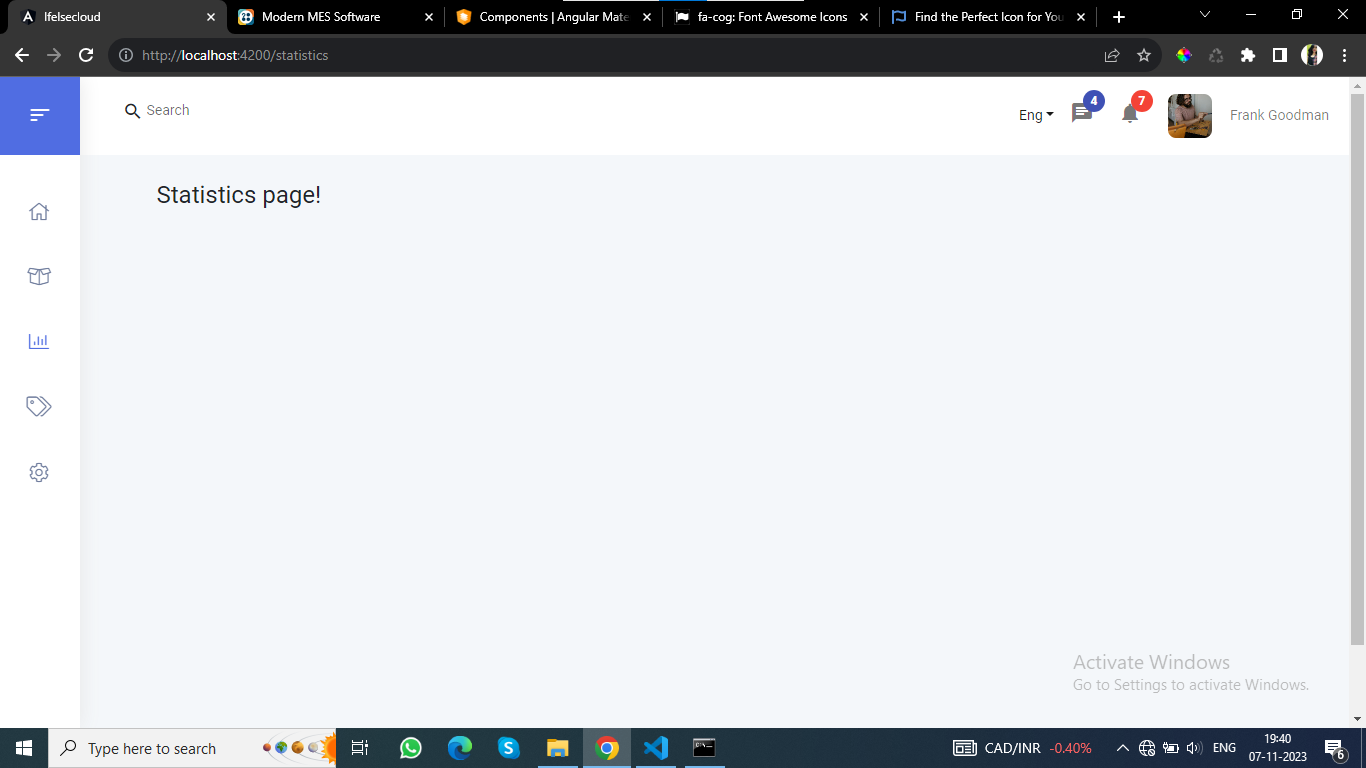 Ifelsecloud
Modern MES Software
Components | Angular Mate
fa-cog: Font Awesome Icons
Find the Perfect Icon for You
http://localhost:4200/statistics
Search
Eng
4
7
Frank Goodman
Statistics page!
Activate Windows
Go to Settings to activate Windows.
Type here to search
CAD/INR -0.40%
ENG
19:40
07-11-2023
6